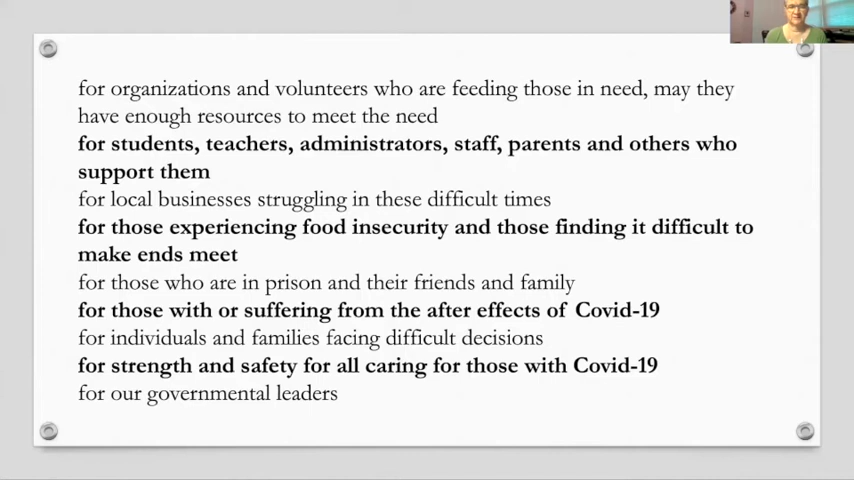 for organizations and volunteers who are feeding those in need, may they
have enough resources to meet the need
for students, teachers, administrators, staff, parents and others who
support them
for local businesses struggling in these difficult times
for those experiencing food insecurity and those finding it difficult to
make ends meet
for those who are in prison and their friends and family
for those with or suffering from the after effects of Covid-19
for individuals and families facing difficult decisions
for strength and safety for all caring for those with Covid-19
for our governmental leaders